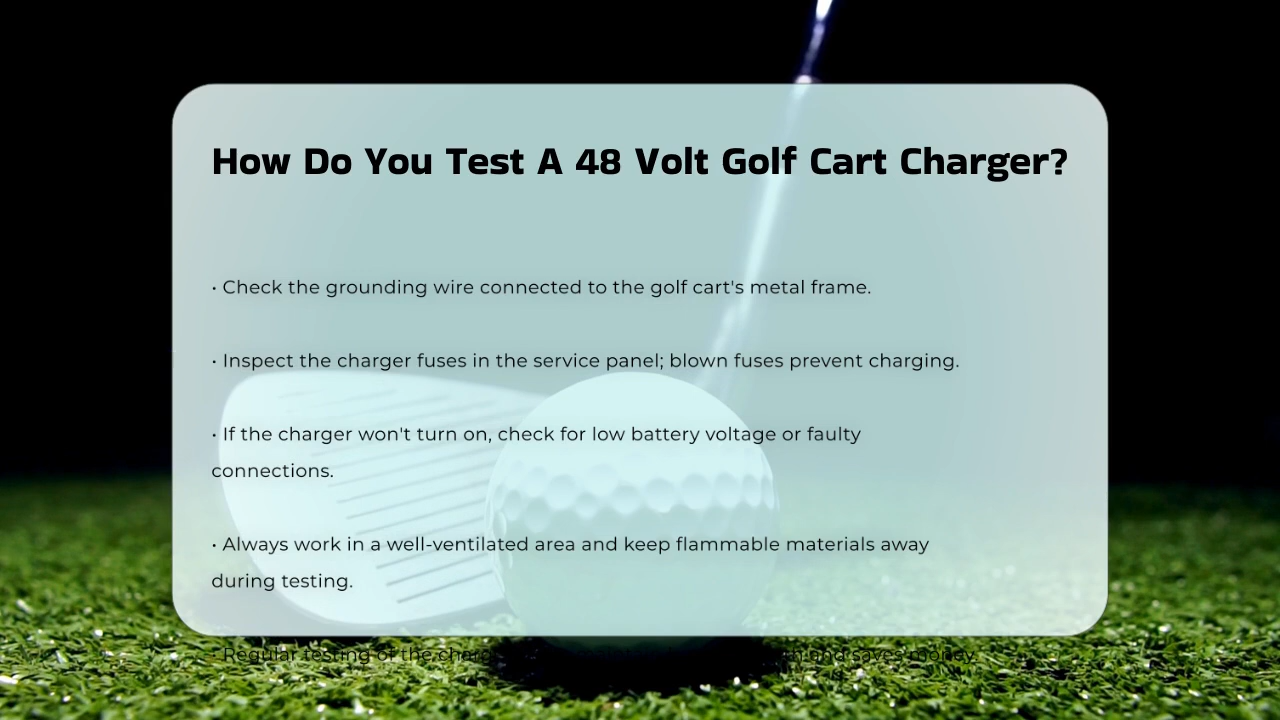 How Do You Test A 48 Volt Golf Cart Charger?
• Check the grounding wire connected to the golf cart's metal frame.
• Inspect the charger fuses in the service panel; blown fuses prevent charging.
• If the charger won't turn on, check for low battery voltage or faulty
connections.
• Always work in a well-ventilated area and keep flammable materials away
during testing.
• Regular testing of the and saves money.